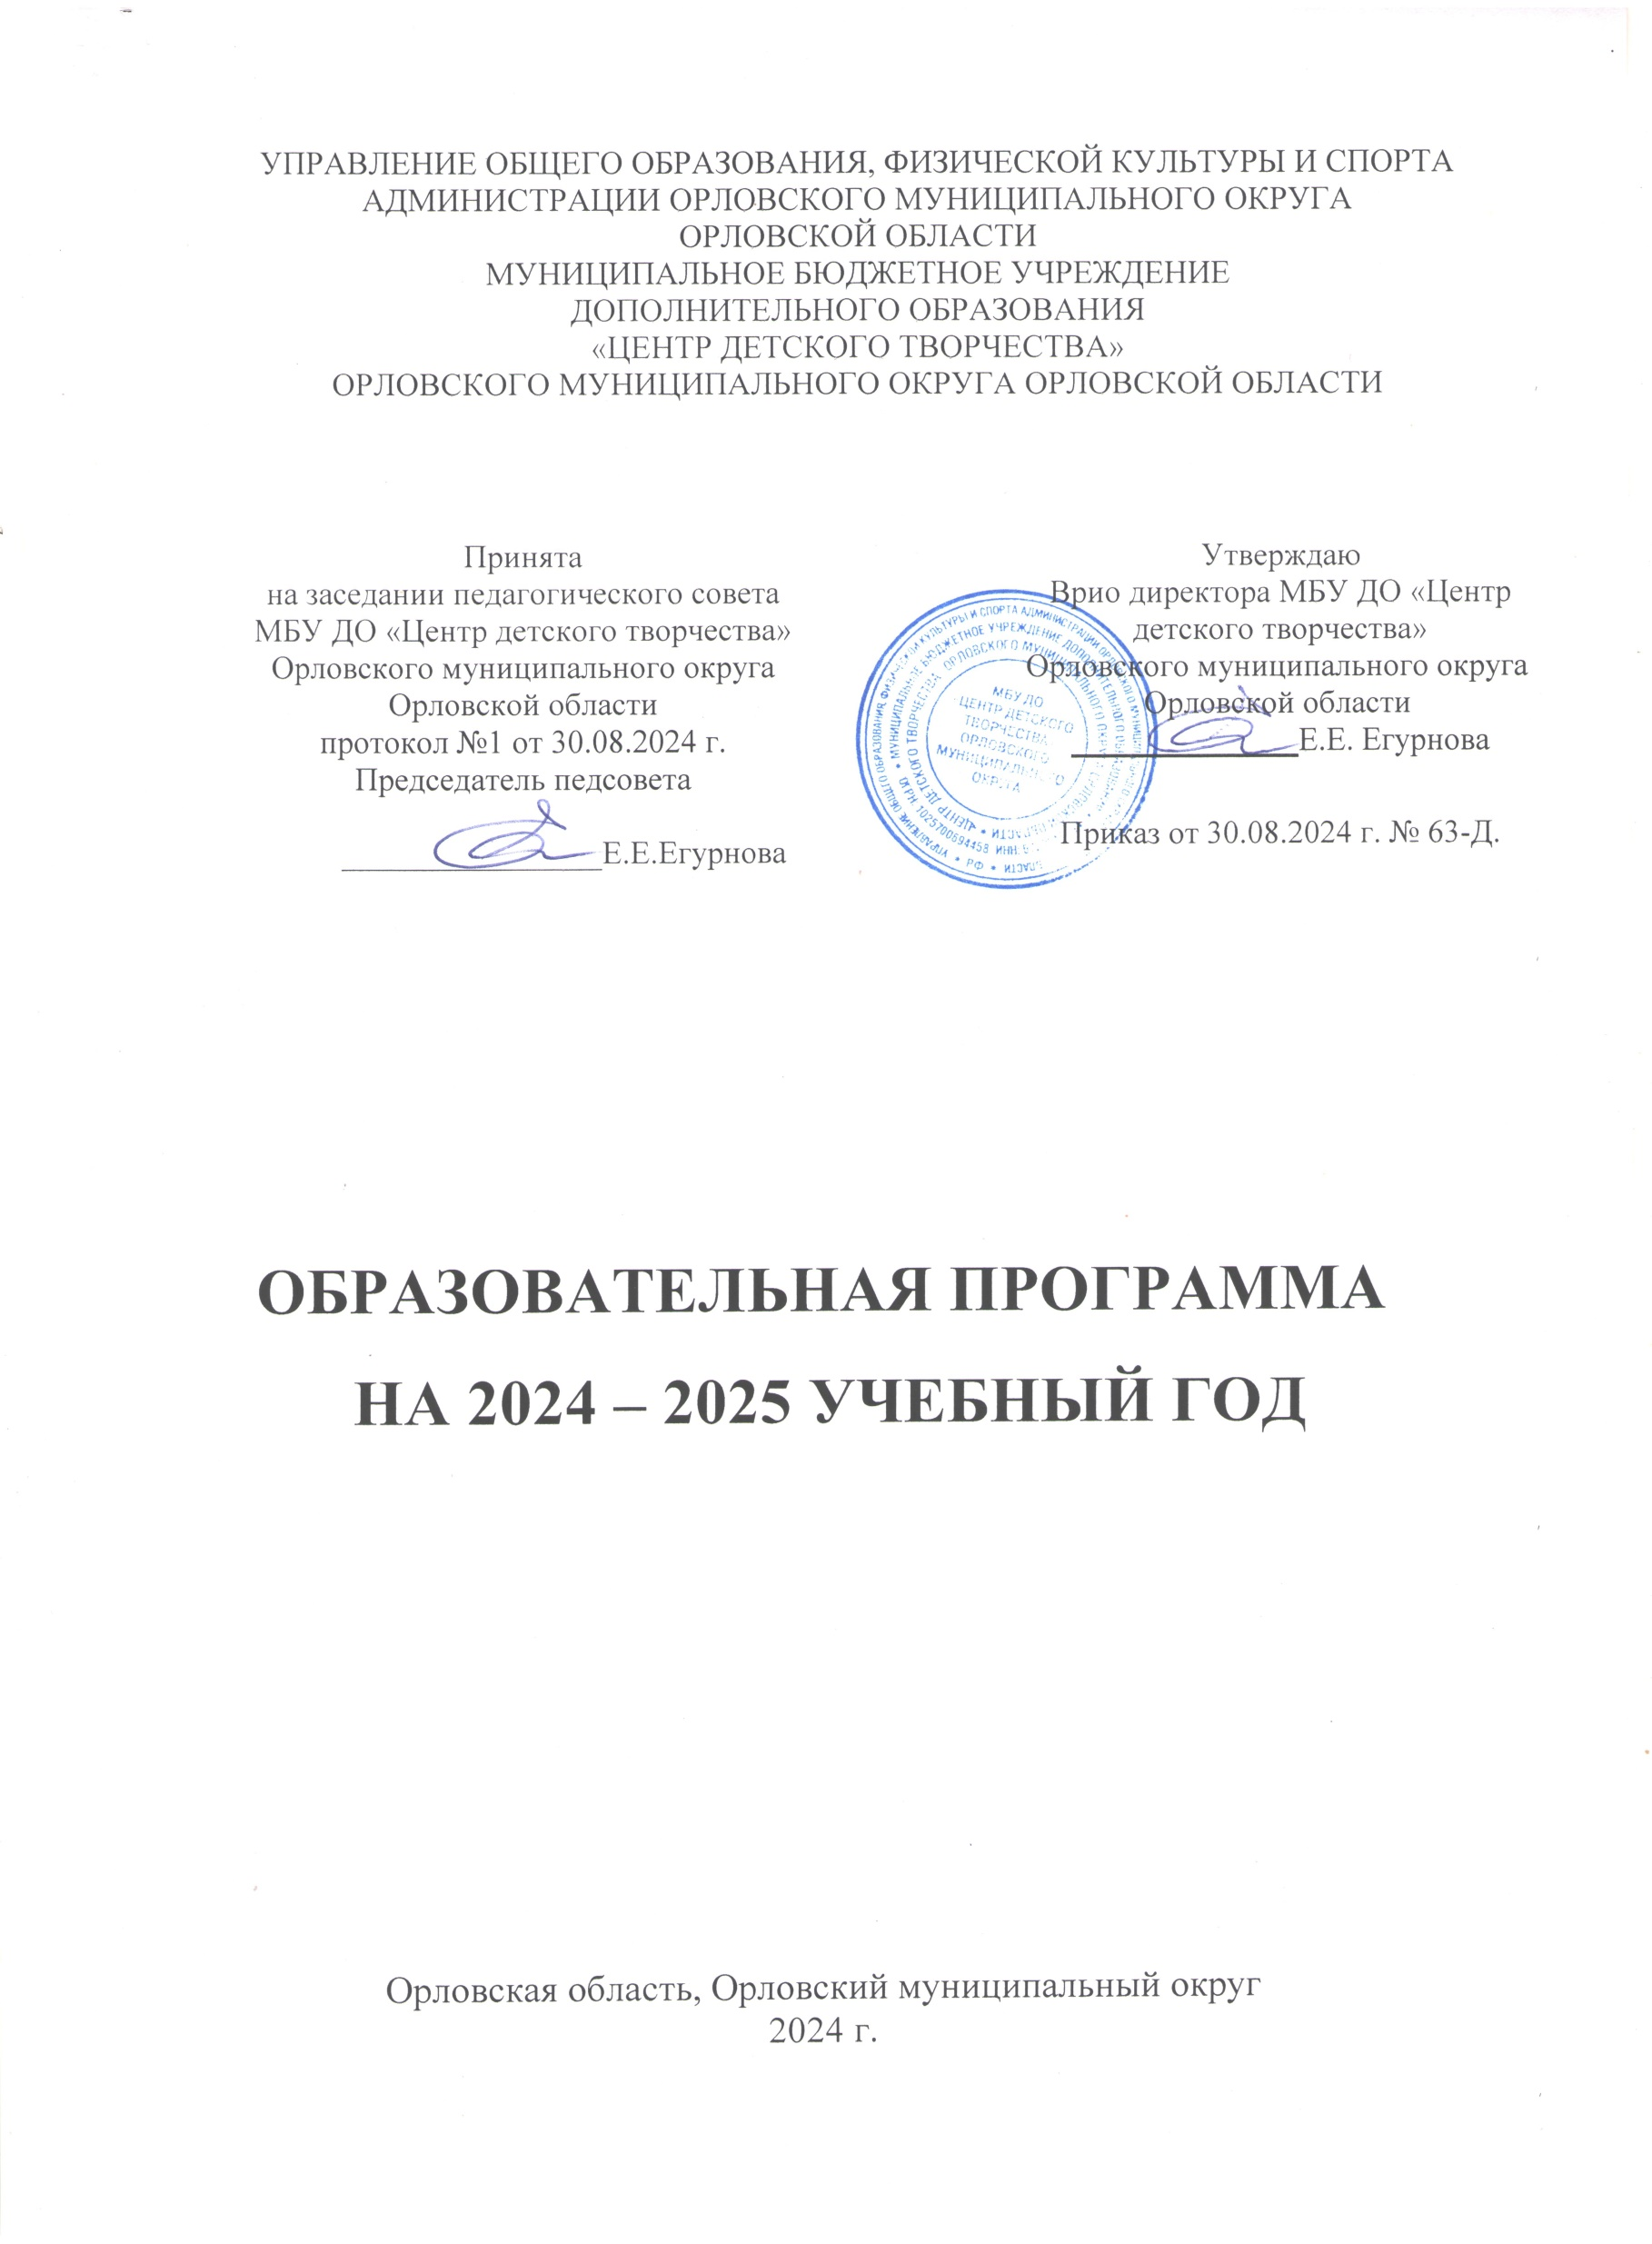 УПРАВЛЕНИЕ ОБЩЕГО ОБРАЗОВАНИЯ, ФИЗИЧЕСКОЙ КУЛЬТУРЫ И СПОРТА
АДМИНИСТРАЦИИ ОРЛОВСКОГО МУНИЦИПАЛЬНОГО ОКРУГА
ОРЛОВСКОЙ ОБЛАСТИ
МУНИЦИПАЛЬНОЕ БЮДЖЕТНОЕ УЧРЕЖДЕНИЕ
ДОПОЛНИТЕЛЬНОГО ОБРАЗОВАНИЯ
«ЦЕНТР ДЕТСКОГО ТВОРЧЕСТВА»
ОРЛОВСКОГО МУНИЦИПАЛЬНОГО ОКРУГА ОРЛОВСКОЙ ОБЛАСТИ
Принята
на заседании педагогического совета
МБУ ДО «Центр детского творчества»
Орловского муниципального округа
Орловской области
протокол №1 от 30.08.2024 г.
Председатель педсовета
Е.Е.Егурнова
Утверждаю
Врио директора МБУ ДО «Центр
детского творчества»
Орловского муниципального округа
Орловской области
Е.Е. Егурнова
Приказ от 30.08.2024 г. № 63-Д.
МБУ ДО
ЦЕНТР ДЕТСКОГО
ТВОРЧЕСТВА
ОРЛОВСКОГО
МУНИЦИПАЛЬНОГО
ОКРУГА
ОБРАЗОВАТЕЛЬНАЯ ПРОГРАММА
НА 2024 – 2025 УЧЕБНЫЙ ГОД
Орловская область, Орловский муниципальный округ
2024 г.